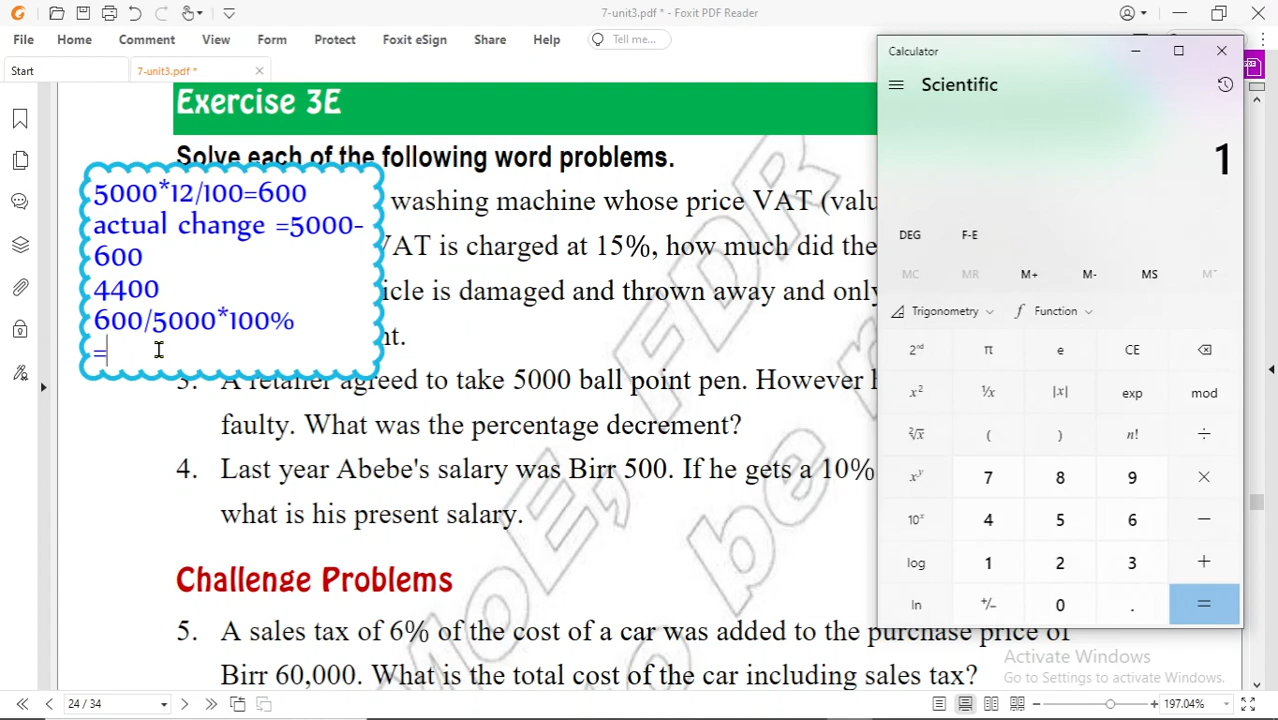 7-unit3.pdf * - Foxit PDF Reader
File Home Comment View Form Protect Foxit eSign Share Help Tell me...
Start 7-unit3.pdf *
Exercise 3E
Solve each of the following word problems.
washing machine whose price VAT (valu
VAT is charged at 15%, how much did the
icle is damaged and thrown away and only
nt.
3. A retailer agreed to take 5000 ball point pen. However h
faulty. What was the percentage decrement?
4. Last year Abebe's salary was Birr 500. If he gets a 10%
what is his present salary.
Challenge Problems
5. A sales tax of 6% of the cost of a car was added to the purchase price of
Birr 60,000. What is the total cost of the car including sales tax?
5000*12/100=600
actual change =5000-
600
4400
600/5000*100%
=
MoE, FDR
to be n
Calculator
Scientific
1
DEG F-E
MC MR M+ M- MS M˅
Trigonometry Function
2ⁿᵈ π e CE
x² ¹/x |x| exp mod
²√x ( ) n! ÷
xʸ 7 8 9 ×
10ˣ 4 5 6 −
log 1 2 3 +
ln +/− 0 . =
Activate Windows
Go to Settings to activate Windows.
24 / 34 197.04%